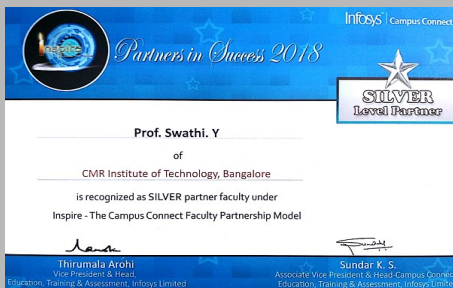 Infosys | Campus Connect
inspire
Partners in Success 2018
SILVER
Level Partner
Prof. Swathi. Y
of
CMR Institute of Technology, Bangalore
is recognized as SILVER partner faculty under
Inspire - The Campus Connect Faculty Partnership Model
Thirumala Arohi
Vice President & Head,
Education, Training & Assessment, Infosys Limited
Sundar K. S.
Associate Vice President & Head-Campus Connect
Education, Training & Assessment, Infosys Limited